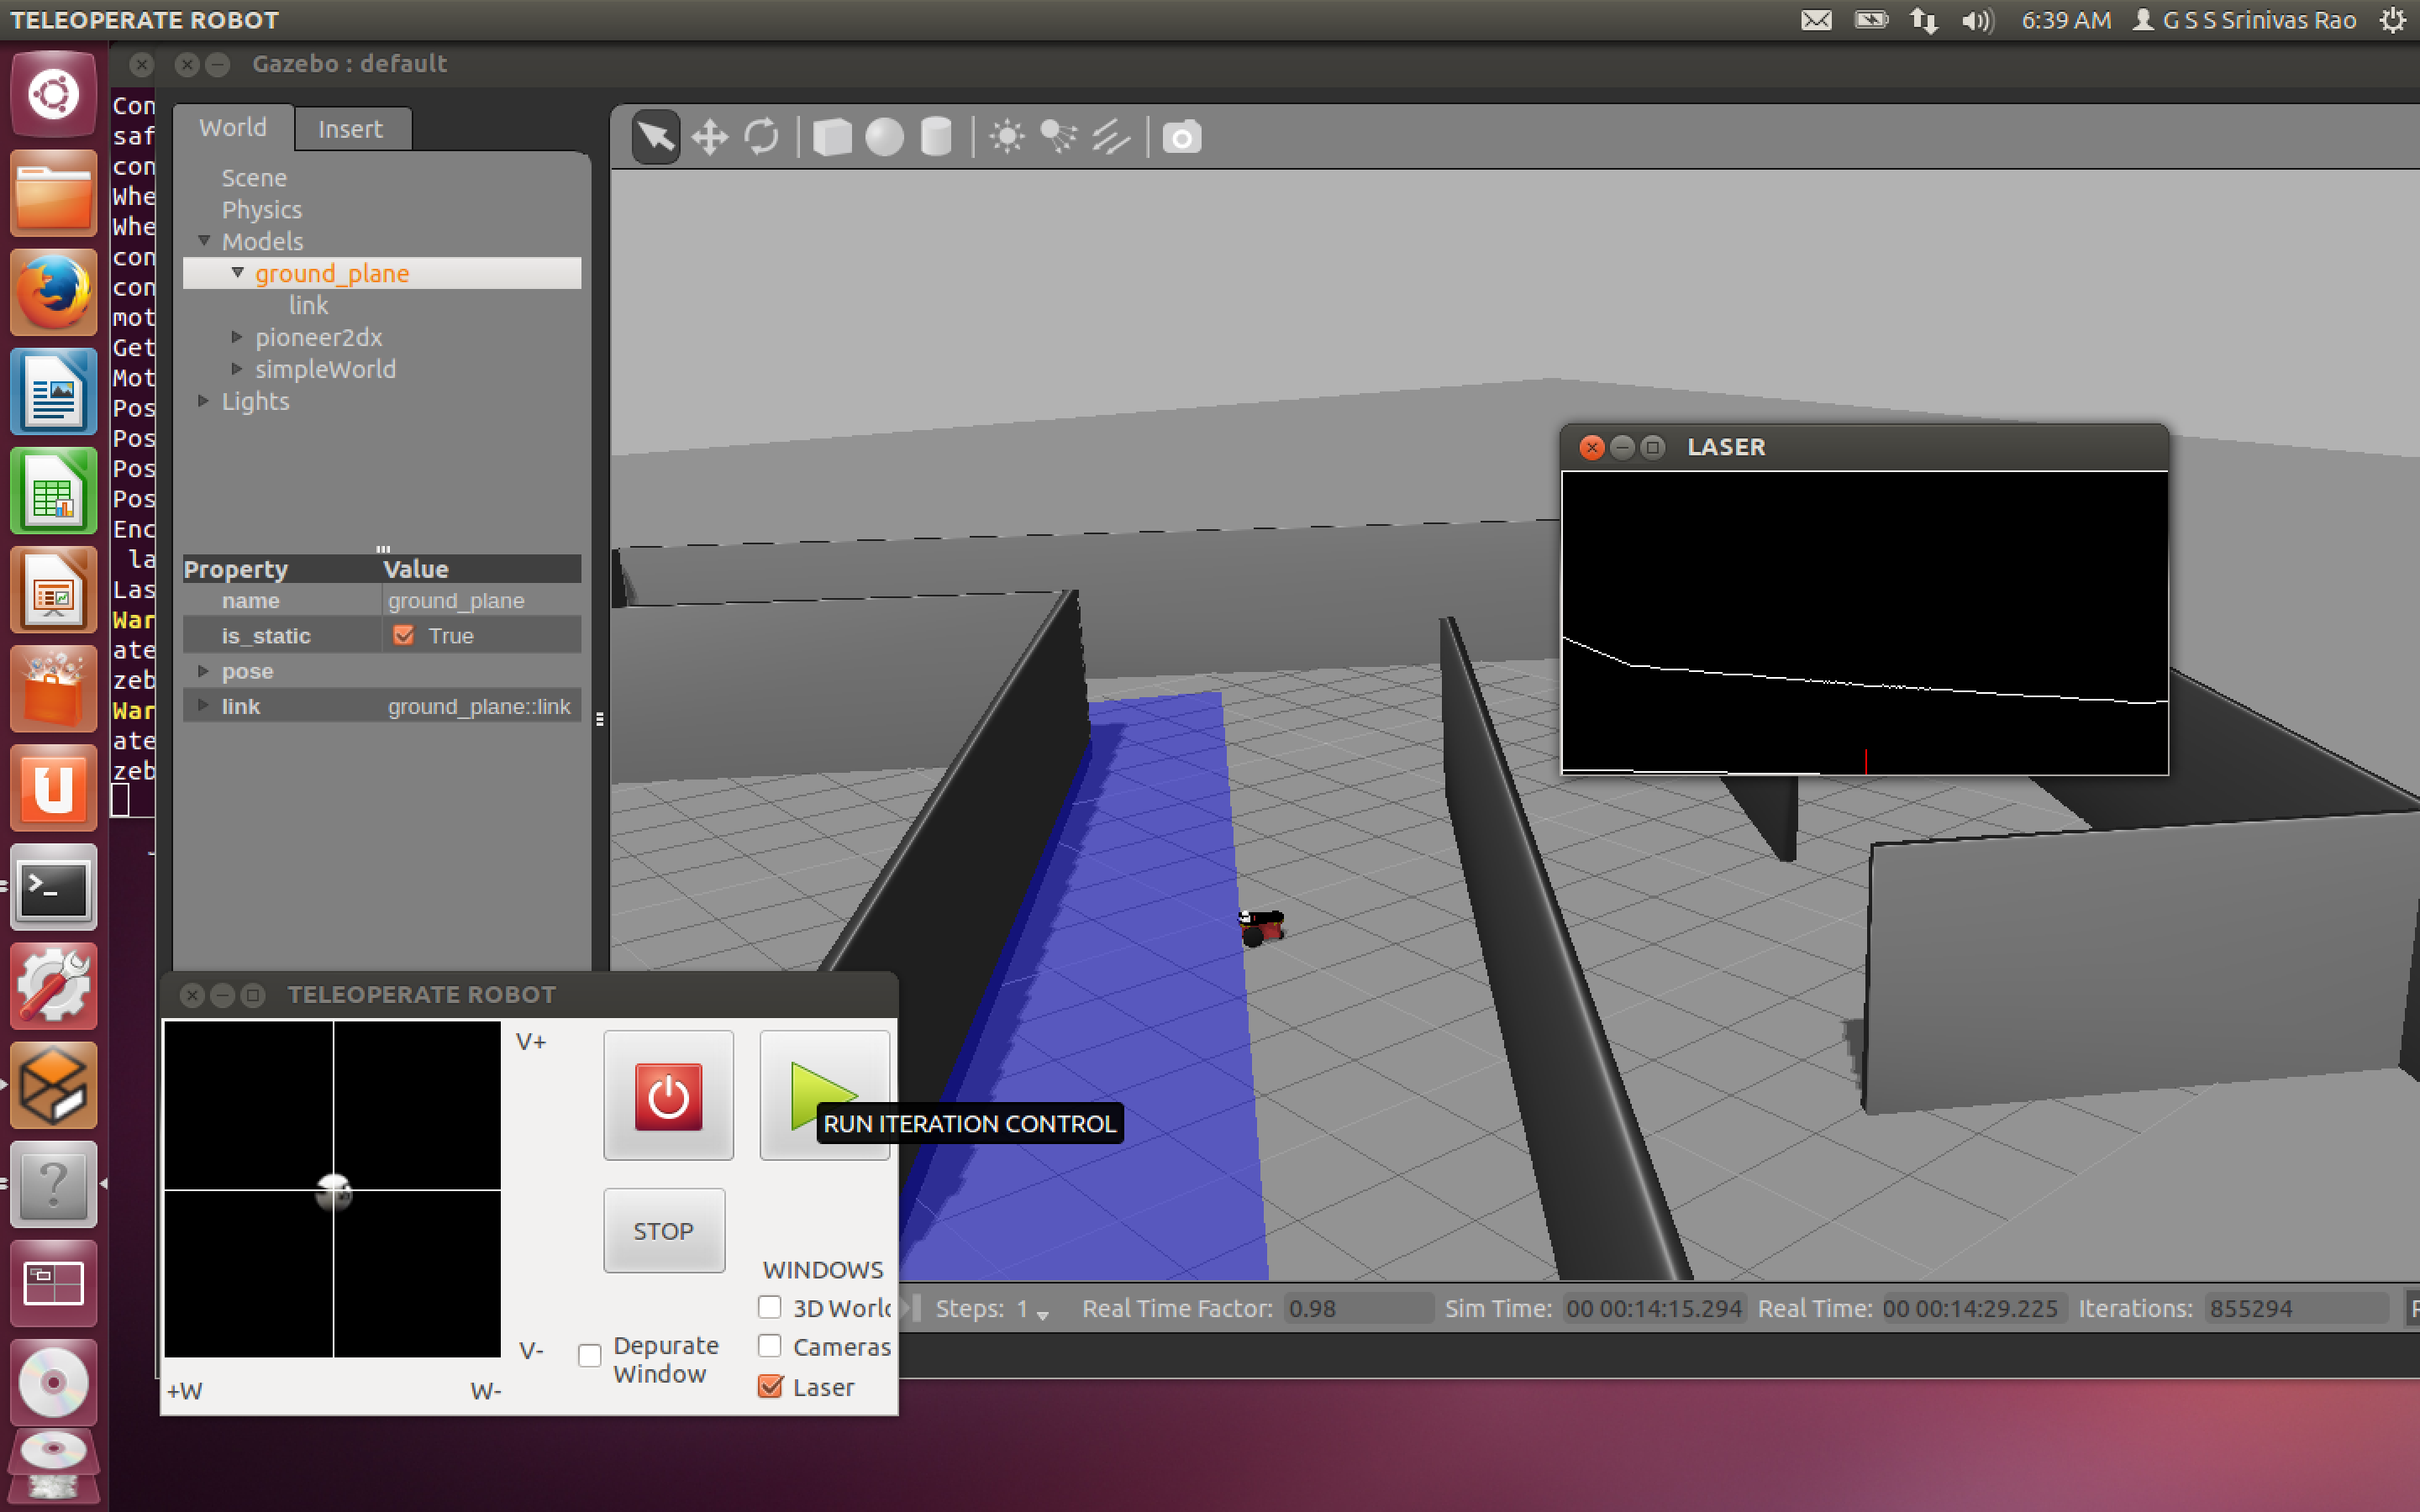 TELEOPERATE ROBOT
6:39 AM
G S S Srinivas Rao
Gazebo : default
Con
saf
con
Whe
Whe
con
con
mot
Get
Mot
Pos
Pos
Pos
Pos
Enc
la
Las
War
ate
zeb
War
ate
zeb
World
Insert
Scene
Physics
Models
ground_plane
link
pioneer2dx
simpleWorld
Lights
Property Value
name ground_plane
is_static True
pose
link ground_plane::link
LASER
TELEOPERATE ROBOT
V+
RUN ITERATION CONTROL
STOP
WINDOWS
3D World
Cameras
Laser
V-
Depurate
Window
+W
W-
Steps: 1
Real Time Factor: 0.98
Sim Time: 00 00:14:15.294
Real Time: 00 00:14:29.225
Iterations: 855294